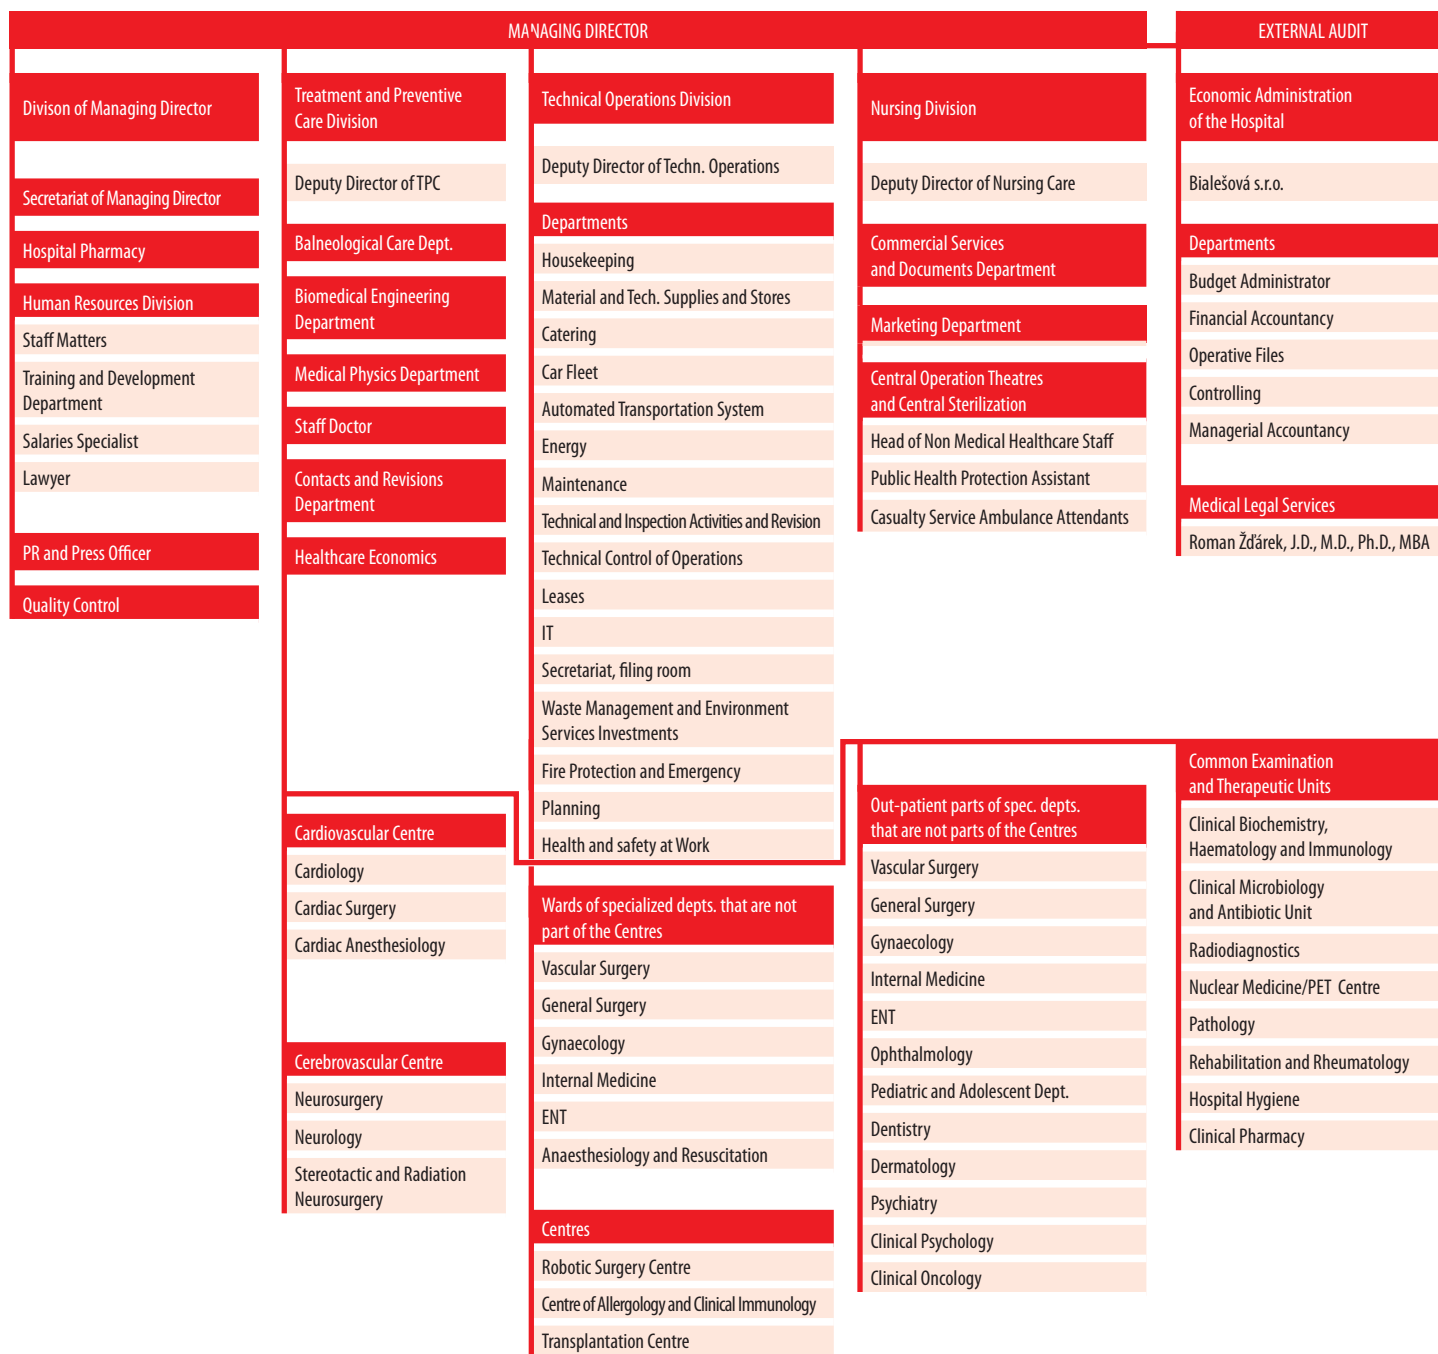 MANAGING DIRECTOR
EXTERNAL AUDIT
Divison of Managing Director
Secretariat of Managing Director
Hospital Pharmacy
Human Resources Division
Staff Matters
Training and Development
Department
Salaries Specialist
Lawyer
PR and Press Officer
Quality Control
Treatment and Preventive
Care Division
Deputy Director of TPC
Balneological Care Dept.
Biomedical Engineering
Department
Medical Physics Department
Staff Doctor
Contacts and Revisions
Department
Healthcare Economics
Technical Operations Division
Deputy Director of Techn. Operations
Departments
Housekeeping
Material and Tech. Supplies and Stores
Catering
Car Fleet
Automated Transportation System
Energy
Maintenance
Technical and Inspection Activities and Revision
Technical Control of Operations
Leases
IT
Secretariat, filing room
Waste Management and Environment
Services Investments
Fire Protection and Emergency
Planning
Health and safety at Work
Nursing Division
Deputy Director of Nursing Care
Commercial Services
and Documents Department
Marketing Department
Central Operation Theatres
and Central Sterilization
Head of Non Medical Healthcare Staff
Public Health Protection Assistant
Casualty Service Ambulance Attendants
Economic Administration
of the Hospital
Bialešová s.r.o.
Departments
Budget Administrator
Financial Accountancy
Operative Files
Controlling
Managerial Accountancy
Medical Legal Services
Roman Žďárek, J.D., M.D., Ph.D., MBA
Cardiovascular Centre
Cardiology
Cardiac Surgery
Cardiac Anesthesiology
Cerebrovascular Centre
Neurosurgery
Neurology
Stereotactic and Radiation
Neurosurgery
Wards of specialized depts. that are not
part of the Centres
Vascular Surgery
General Surgery
Gynaecology
Internal Medicine
ENT
Anaesthesiology and Resuscitation
Centres
Robotic Surgery Centre
Centre of Allergology and Clinical Immunology
Transplantation Centre
Out-patient parts of spec. depts.
that are not parts of the Centres
Vascular Surgery
General Surgery
Gynaecology
Internal Medicine
ENT
Ophthalmology
Pediatric and Adolescent Dept.
Dentistry
Dermatology
Psychiatry
Clinical Psychology
Clinical Oncology
Common Examination
and Therapeutic Units
Clinical Biochemistry,
Haematology and Immunology
Clinical Microbiology
and Antibiotic Unit
Radiodiagnostics
Nuclear Medicine/PET Centre
Pathology
Rehabilitation and Rheumatology
Hospital Hygiene
Clinical Pharmacy